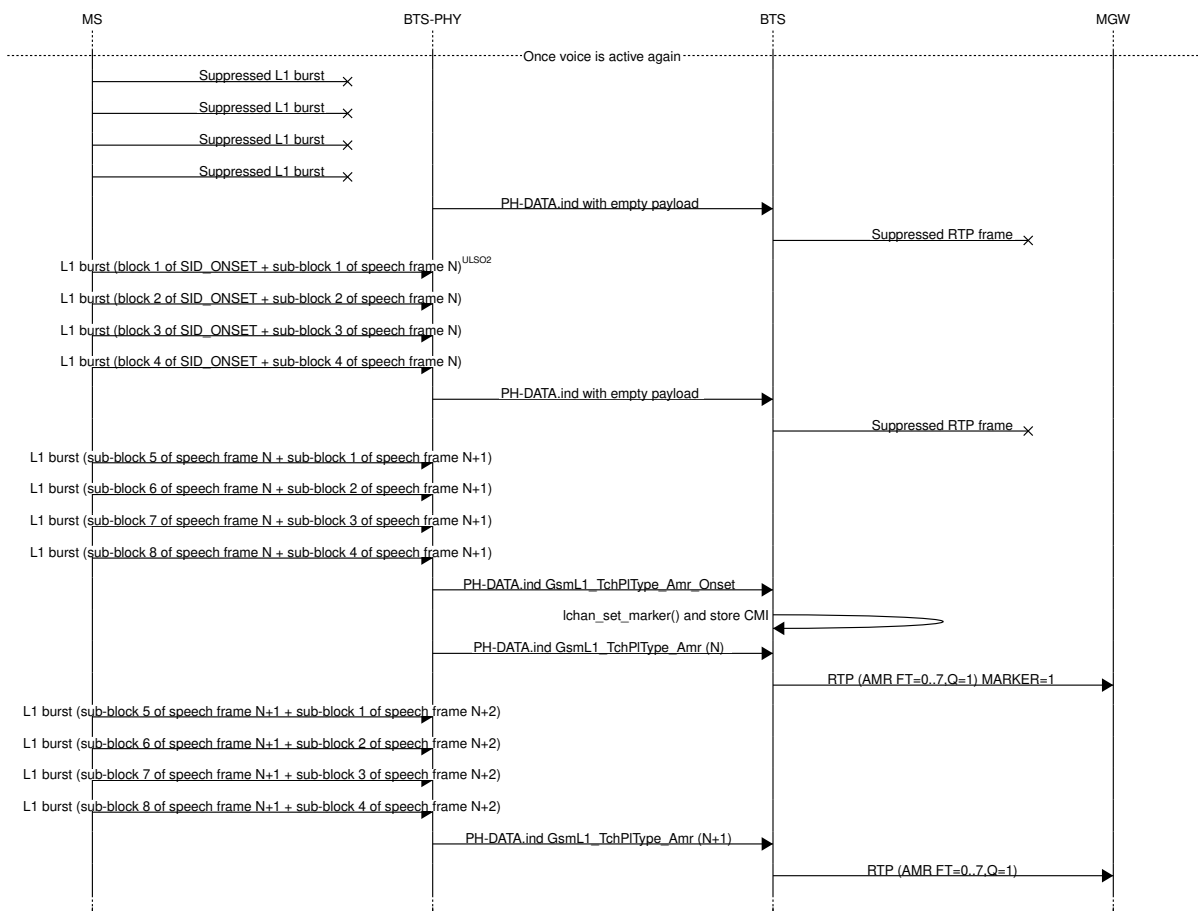 MS BTS-PHY BTS MGW
Once voice is active again
Suppressed L1 burst
Suppressed L1 burst
Suppressed L1 burst
Suppressed L1 burst
PH-DATA.ind with empty payload
Suppressed RTP frame
L1 burst (block 1 of SID_ONSET + sub-block 1 of speech frame N)ULSO2
L1 burst (block 2 of SID_ONSET + sub-block 2 of speech frame N)
L1 burst (block 3 of SID_ONSET + sub-block 3 of speech frame N)
L1 burst (block 4 of SID_ONSET + sub-block 4 of speech frame N)
PH-DATA.ind with empty payload
Suppressed RTP frame
L1 burst (sub-block 5 of speech frame N + sub-block 1 of speech frame N+1)
L1 burst (sub-block 6 of speech frame N + sub-block 2 of speech frame N+1)
L1 burst (sub-block 7 of speech frame N + sub-block 3 of speech frame N+1)
L1 burst (sub-block 8 of speech frame N + sub-block 4 of speech frame N+1)
PH-DATA.ind GsmL1_TchPlType_Amr_Onset
lchan_set_marker() and store CMI
PH-DATA.ind GsmL1_TchPlType_Amr (N)
RTP (AMR FT=0..7,Q=1) MARKER=1
L1 burst (sub-block 5 of speech frame N+1 + sub-block 1 of speech frame N+2)
L1 burst (sub-block 6 of speech frame N+1 + sub-block 2 of speech frame N+2)
L1 burst (sub-block 7 of speech frame N+1 + sub-block 3 of speech frame N+2)
L1 burst (sub-block 8 of speech frame N+1 + sub-block 4 of speech frame N+2)
PH-DATA.ind GsmL1_TchPlType_Amr (N+1)
RTP (AMR FT=0..7,Q=1)